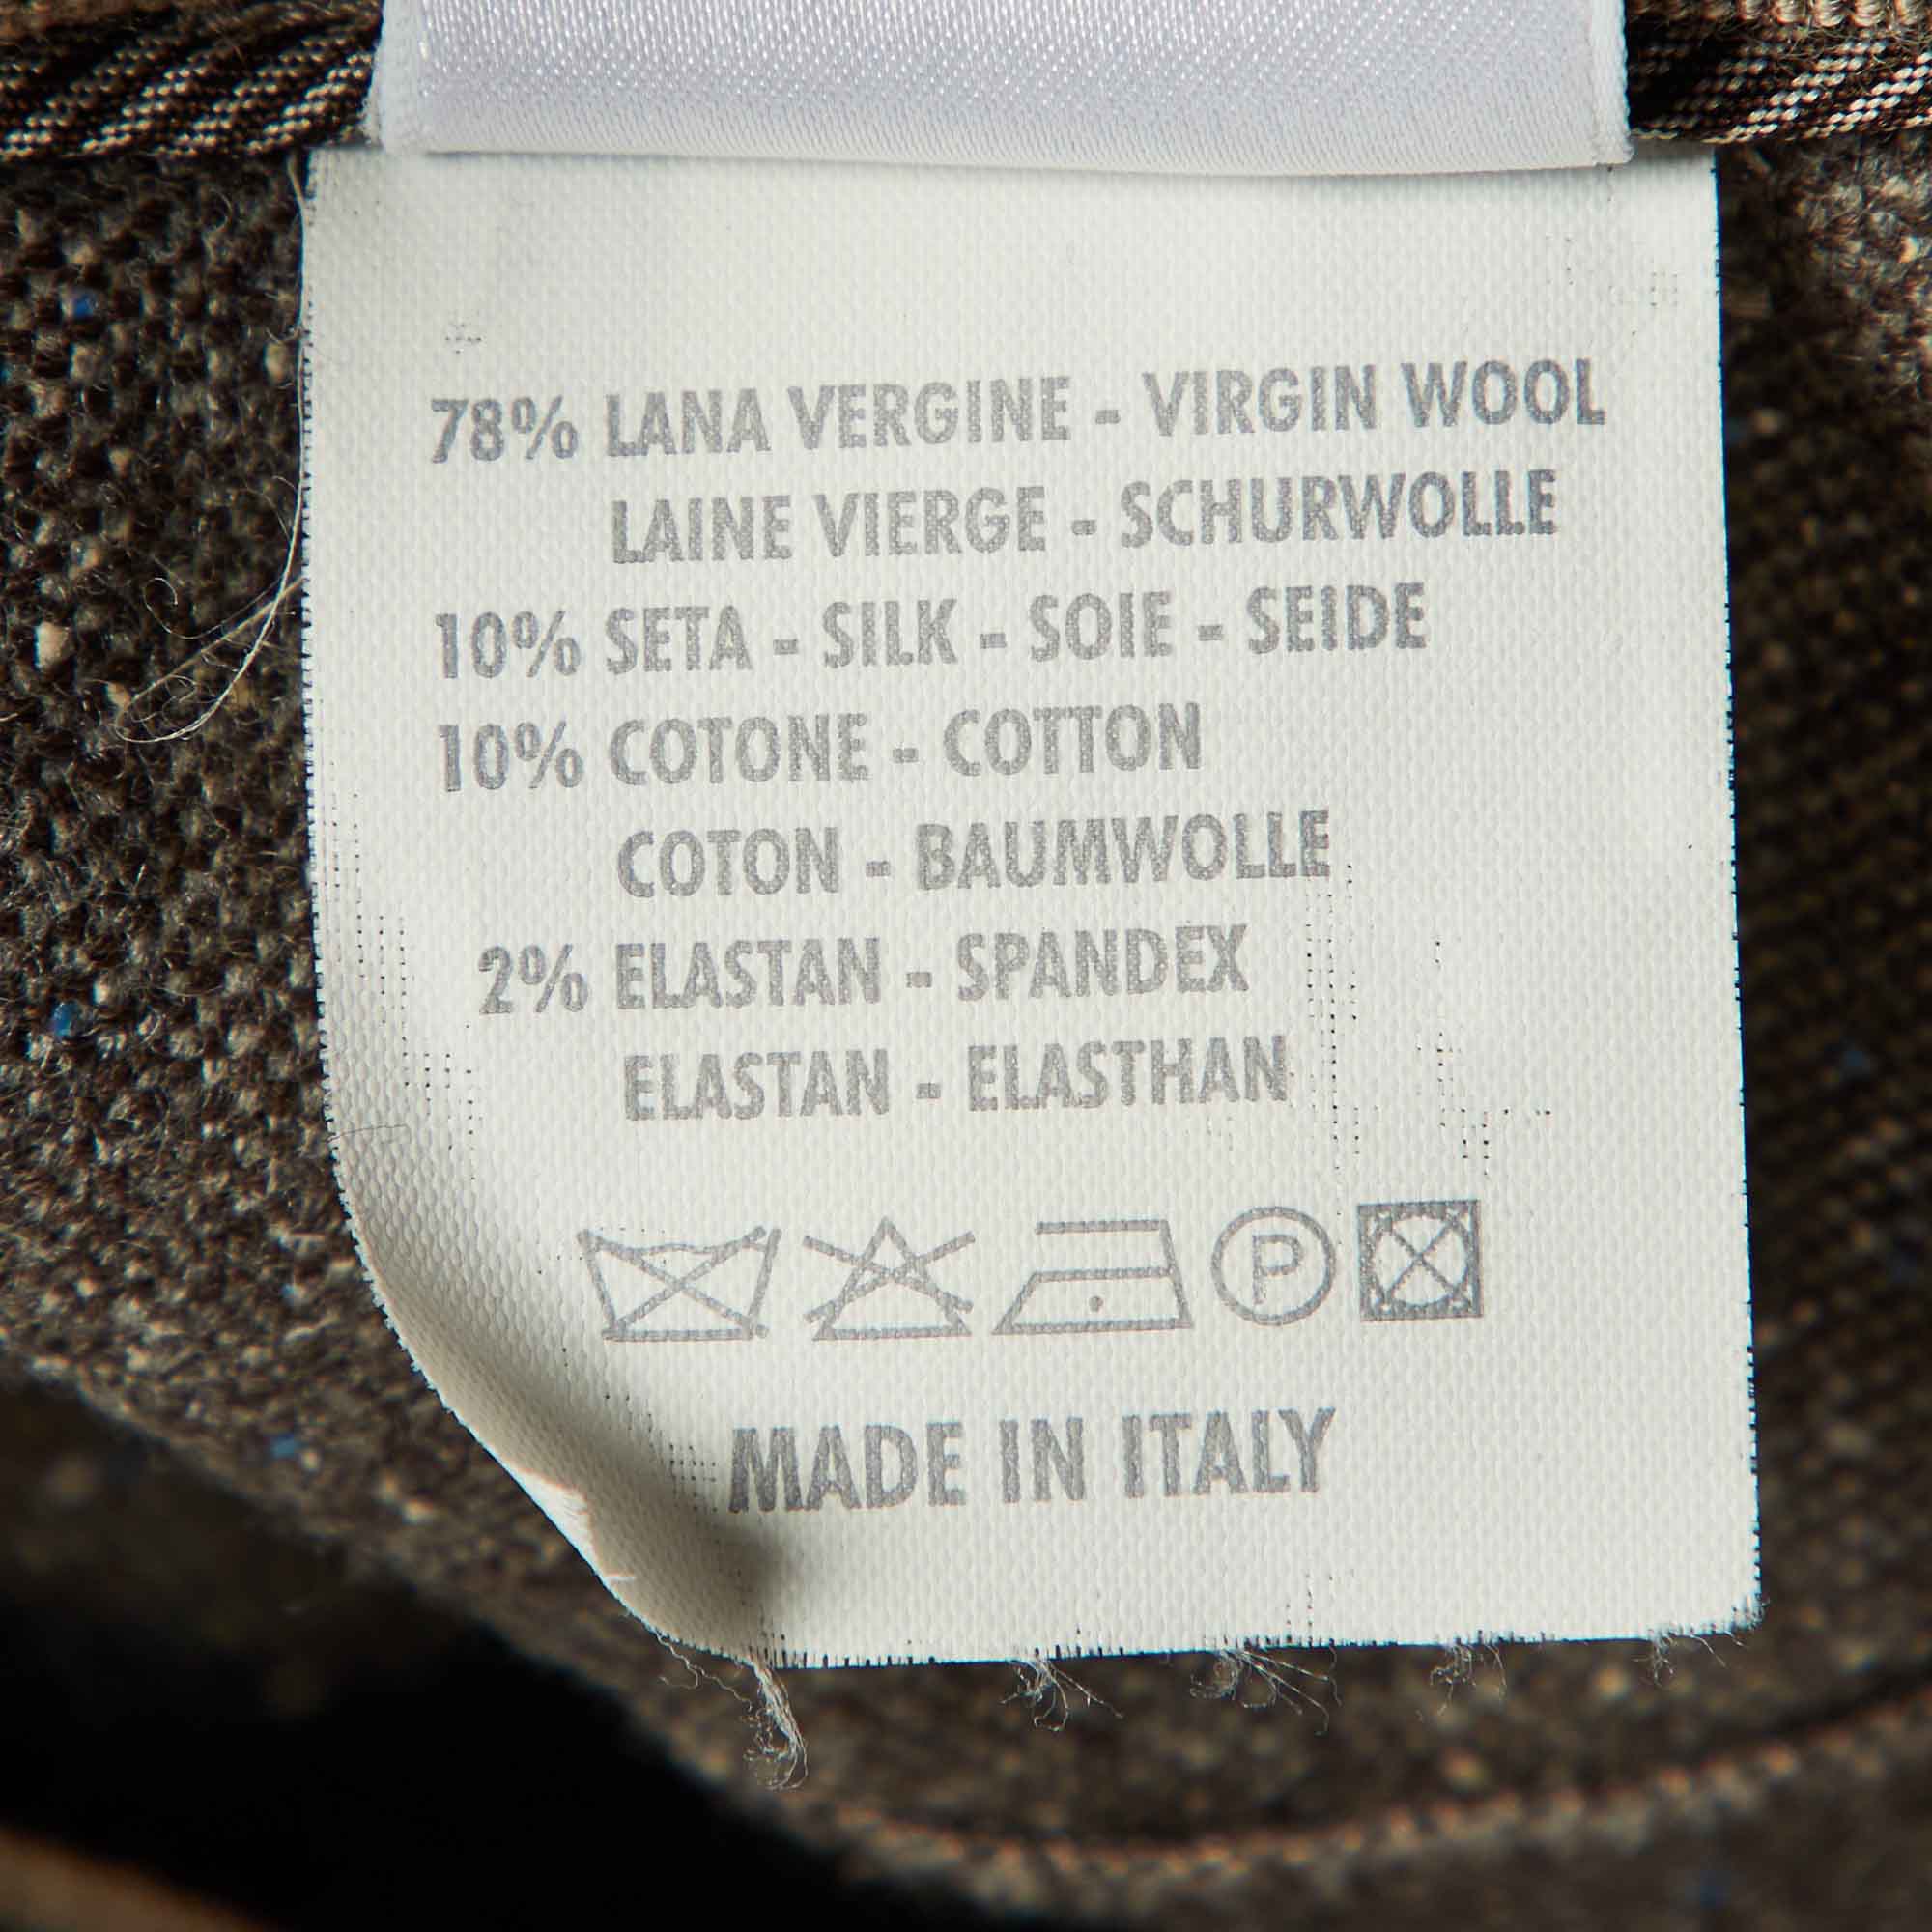 78% LANA VERGINE - VIRGIN WOOL
LAINE VIERGE - SCHURWOLLE
10% SETA - SILK - SOIE - SEIDE
10% COTONE - COTTON
COTON - BAUMWOLLE
2% ELASTAN - SPANDEX
ELASTAN - ELASTHAN
P
MADE IN ITALY